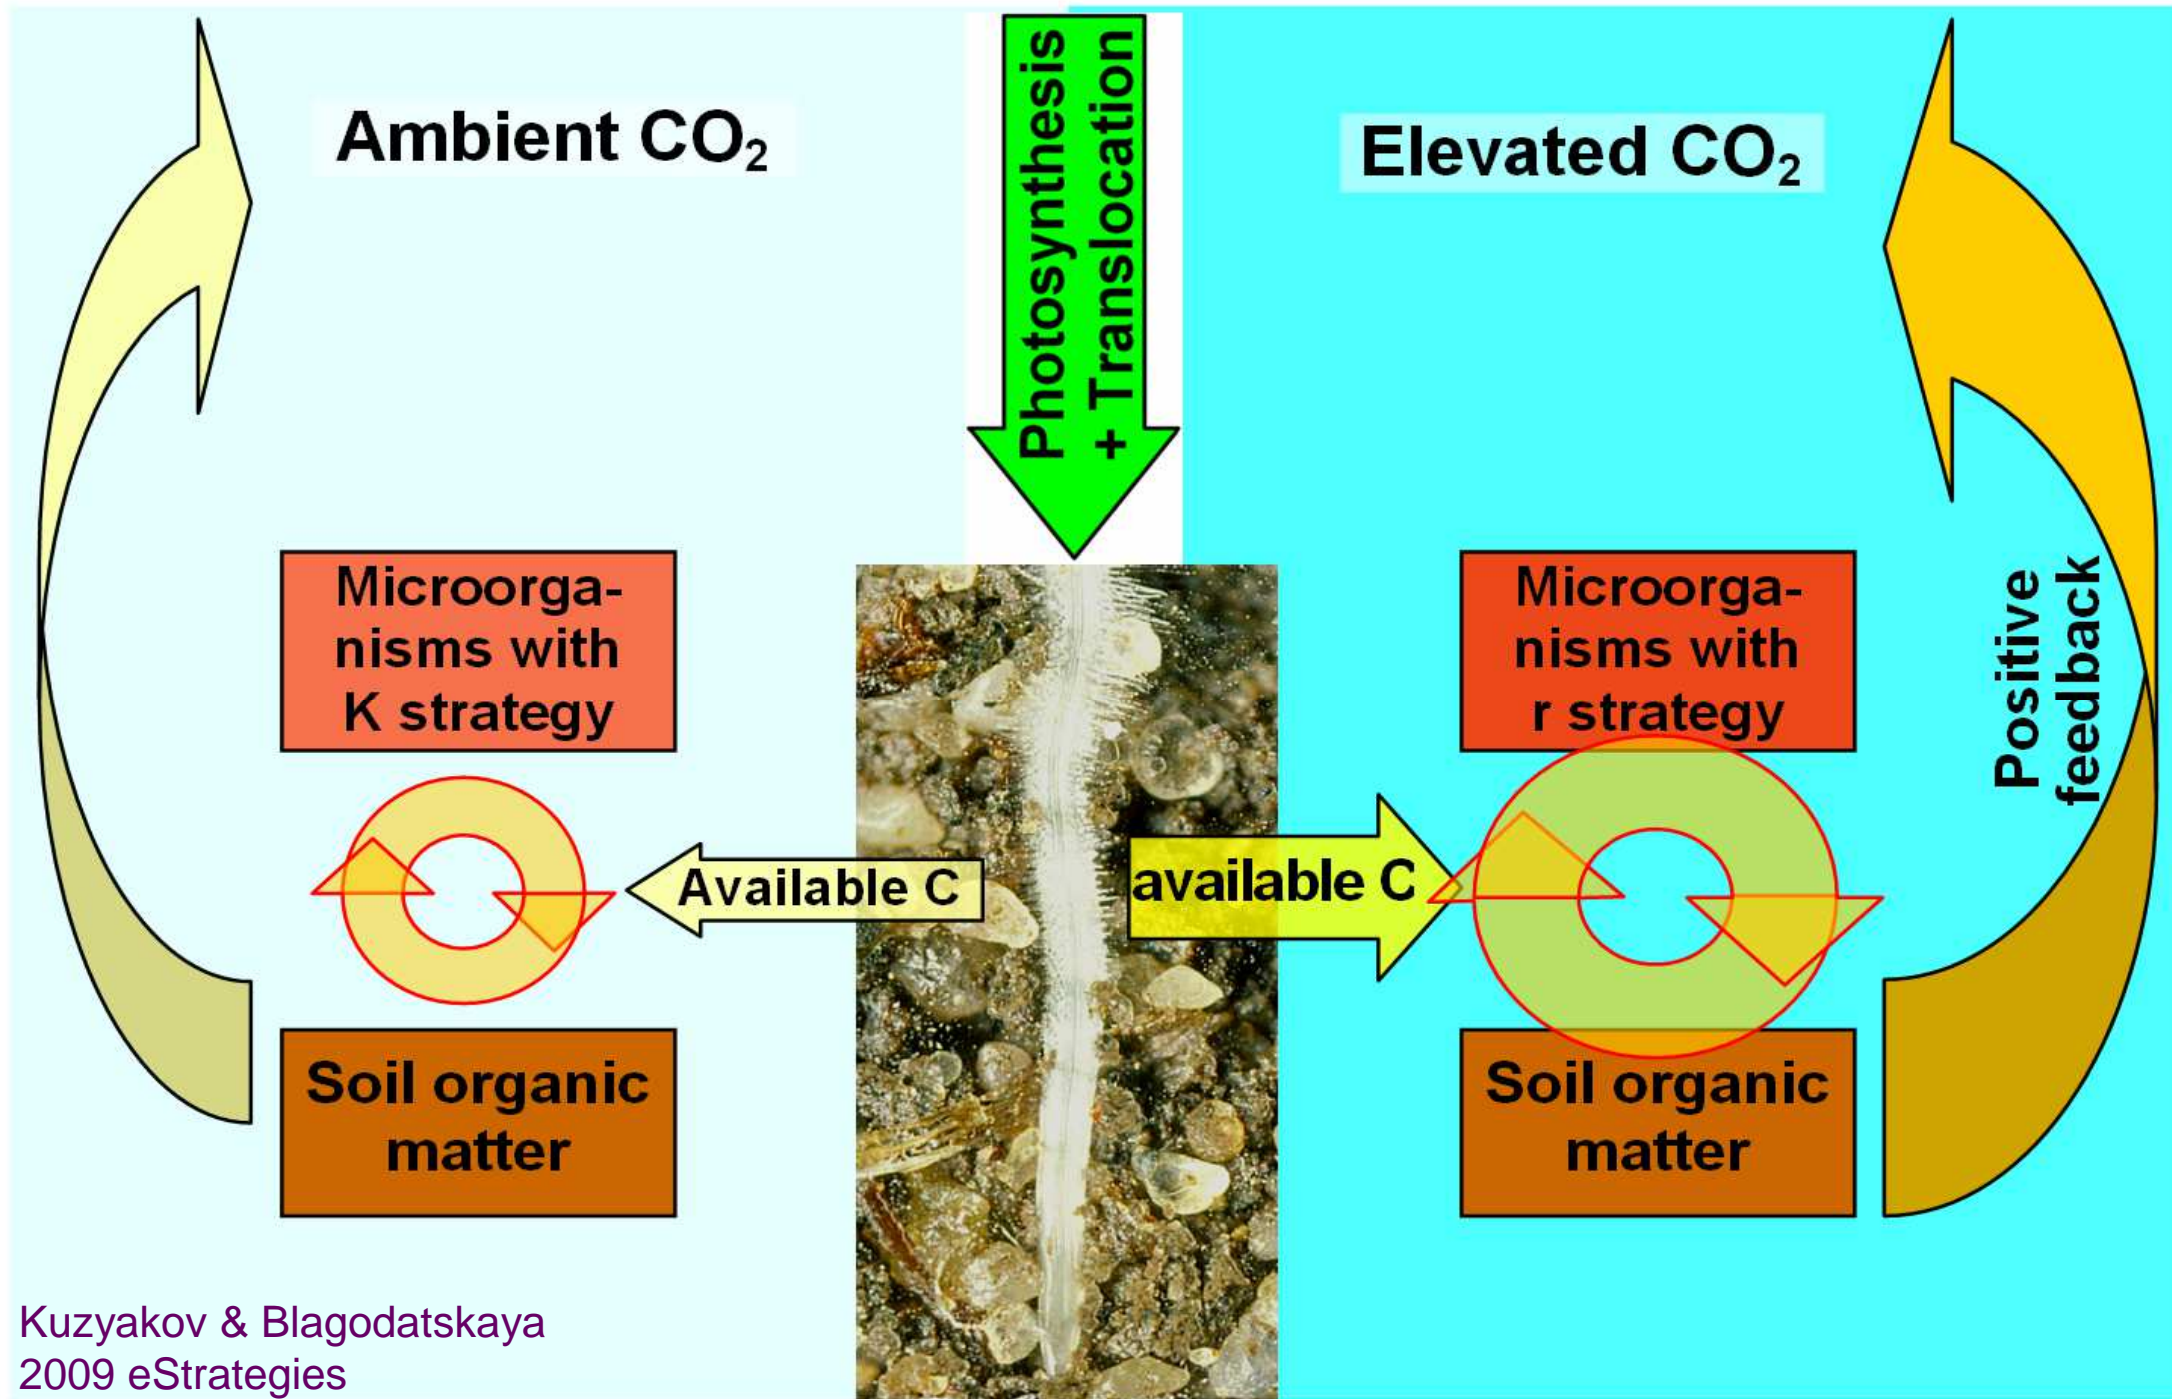 Ambient CO₂
Photosynthesis
+ Translocation
Elevated CO₂
Microorga-
nisms with
K strategy
Available C
Soil organic
matter
available C
Microorga-
nisms with
r strategy
Soil organic
matter
Positive
feedback
Kuzyakov & Blagodatskaya
2009 eStrategies